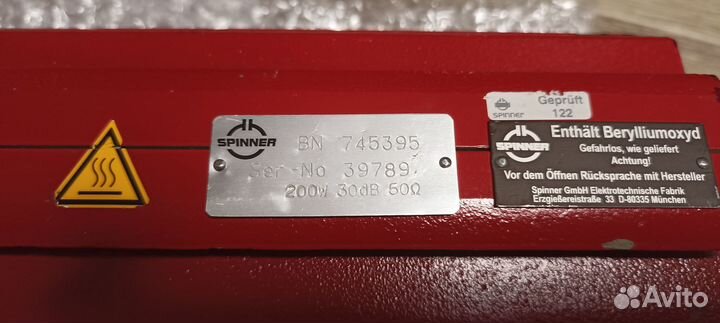 SPINNER
BN 745395
Ser-No 39789
200W 30dB 50Ω
SPINNER
Geprüft
122
SPINNER
Enthält Berylliumoxyd
Gefahrlos, wie geliefert
Achtung!
Vor dem Öffnen Rücksprache mit Hersteller
Spinner GmbH Elektrotechnische Fabrik
Erzgießereistraße 33 D-80335 München
Avito